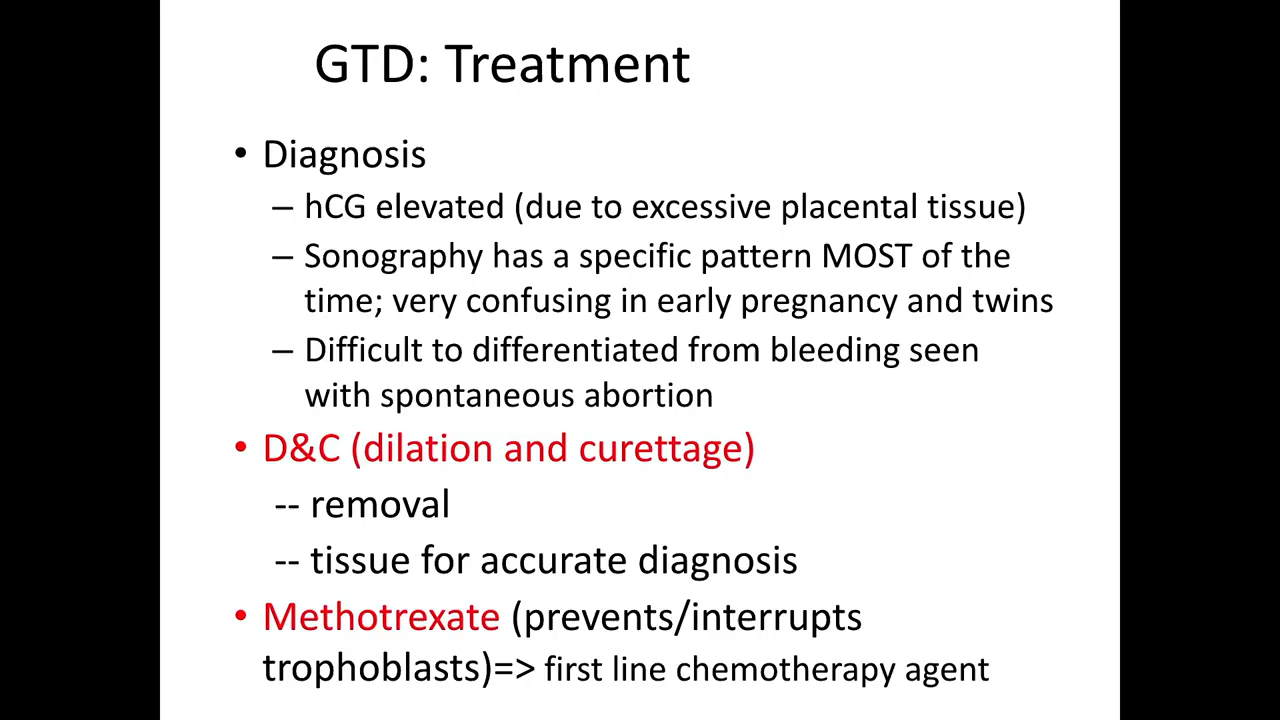 GTD: Treatment
• Diagnosis
– hCG elevated (due to excessive placental tissue)
– Sonography has a specific pattern MOST of the
time; very confusing in early pregnancy and twins
– Difficult to differentiated from bleeding seen
with spontaneous abortion
• D&C (dilation and curettage)
-- removal
-- tissue for accurate diagnosis
• Methotrexate (prevents/interrupts
trophoblasts)=> first line chemotherapy agent